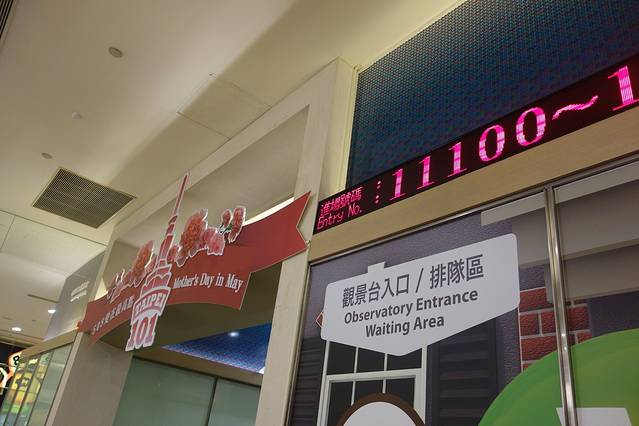 進場號碼
Entry No.
: 11100~1
觀景台入口 / 排隊區
Observatory Entrance
Waiting Area
Mother's Day in May
TAIPEI
101